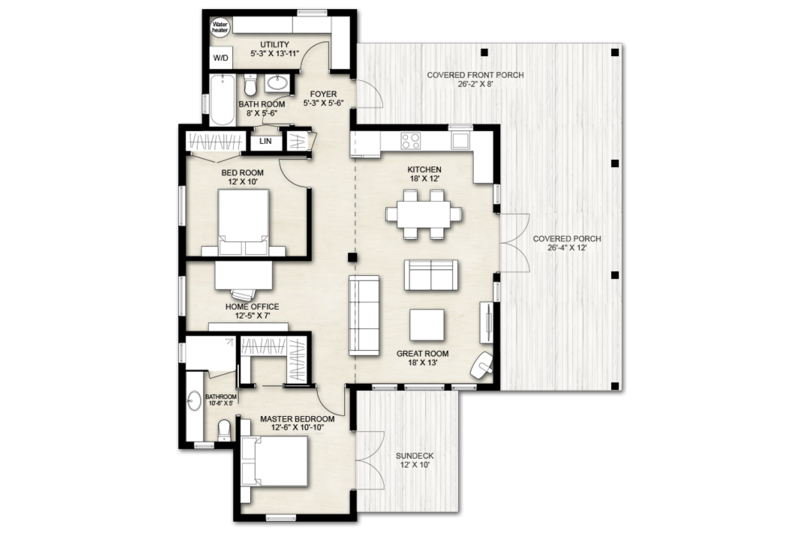 Water
heater
UTILITY
5'-3" X 13'-11"
W/D
COVERED FRONT PORCH
26'-2" X 8'
FOYER
5'-3" X 5'-6"
BATH ROOM
8' X 5'-6"
LIN
BED ROOM
12' X 10'
KITCHEN
18' X 12'
COVERED PORCH
26'-4" X 12'
HOME OFFICE
12'-5" X 7'
GREAT ROOM
18' X 13'
BATHROOM
10'-6" X 5'
MASTER BEDROOM
12'-6" X 10'-10"
SUNDECK
12' X 10'